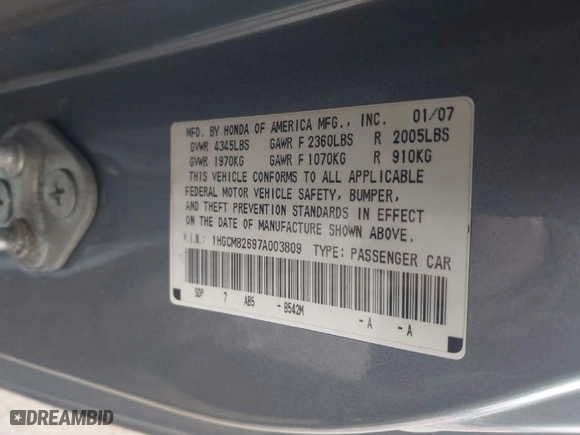 MFD. BY HONDA OF AMERICA MFG., INC. 01/07
GVWR 4345LBS GAWR F 2360LBS R 2005LBS
GVWR 1970KG GAWR F 1070KG R 910KG
THIS VEHICLE CONFORMS TO ALL APPLICABLE
FEDERAL MOTOR VEHICLE SAFETY, BUMPER,
AND THEFT PREVENTION STANDARDS IN EFFECT
ON THE DATE OF MANUFACTURE SHOWN ABOVE.
V.I.N.: 1HGCM82697A003809 TYPE: PASSENGER CAR
SDP 7 AB5 - B542M -A -A
DREAMBID